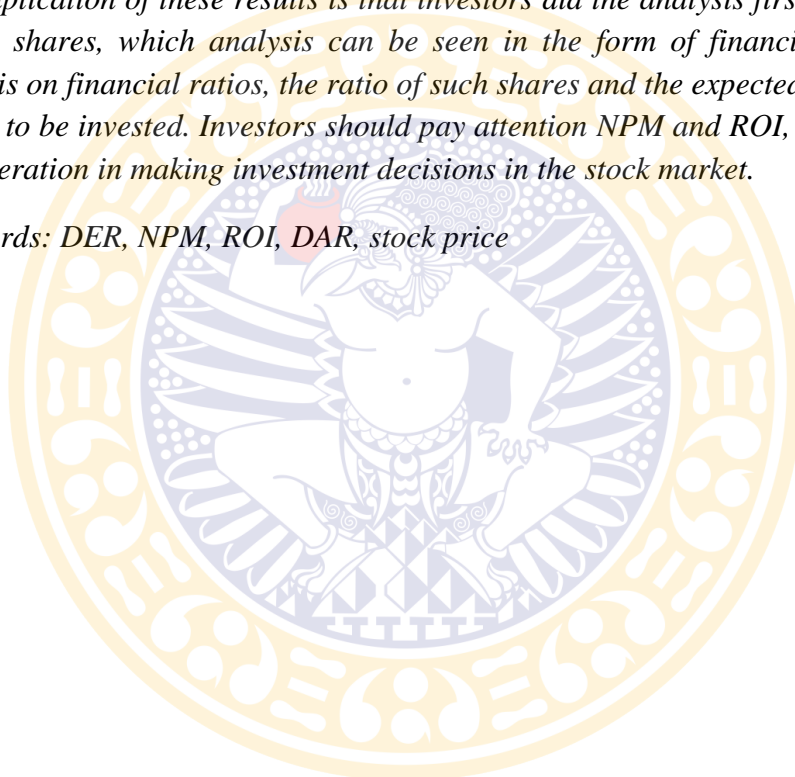 plication of these results is that investors did the analysis firs
shares, which analysis can be seen in the form of financi
is on financial ratios, the ratio of such shares and the expected
to be invested. Investors should pay attention NPM and ROI,
eration in making investment decisions in the stock market.
rds: DER, NPM, ROI, DAR, stock price